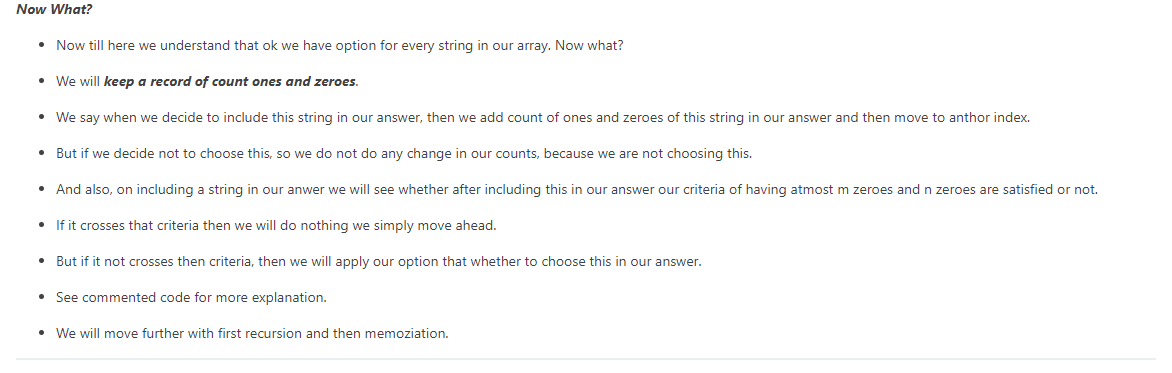 Now What?
Now till here we understand that ok we have option for every string in our array. Now what?
We will keep a record of count ones and zeroes.
We say when we decide to include this string in our answer, then we add count of ones and zeroes of this string in our answer and then move to anthor index.
But if we decide not to choose this, so we do not do any change in our counts, because we are not choosing this.
And also, on including a string in our anwer we will see whether after including this in our answer our criteria of having atmost m zeroes and n zeroes are satisfied or not.
If it crosses that criteria then we will do nothing we simply move ahead.
But if it not crosses then criteria, then we will apply our option that whether to choose this in our answer.
See commented code for more explanation.
We will move further with first recursion and then memoziation.